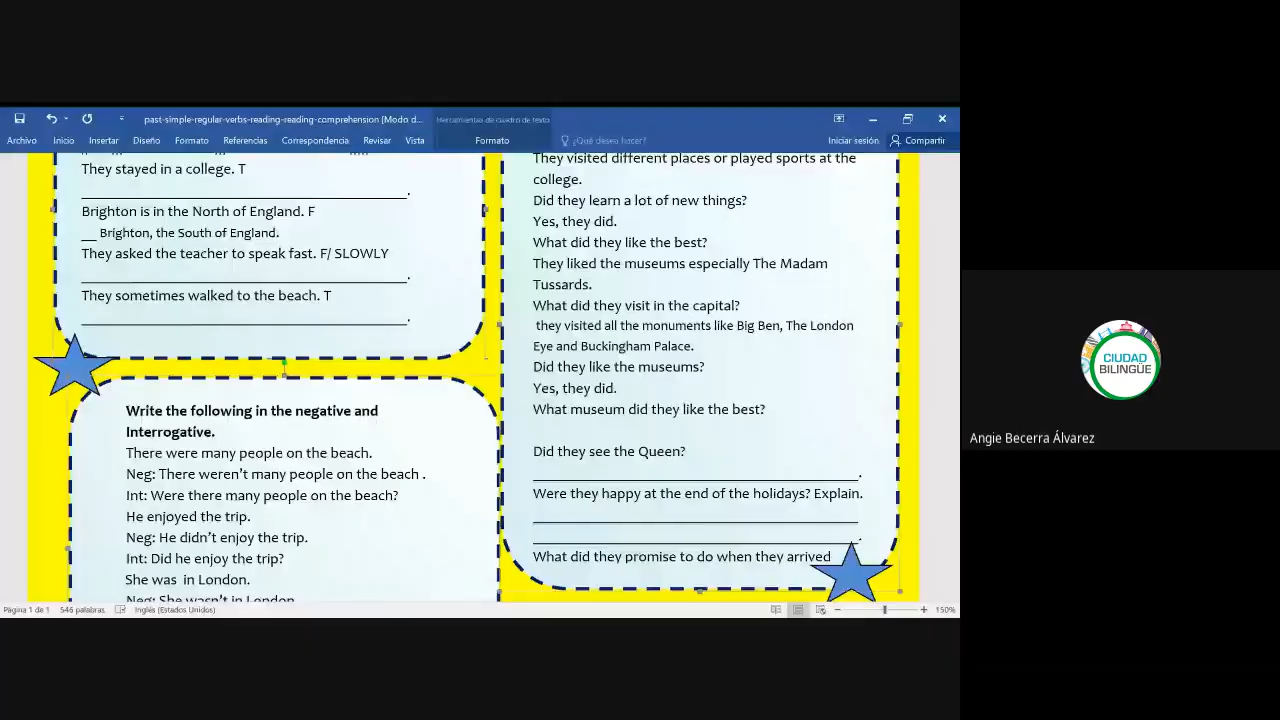 past-simple-regular-verbs-reading-reading-comprehension [Modo d...
Herramientas de cuadro de texto
Archivo Inicio Insertar Diseño Formato Referencias Correspondencia Revisar Vista Formato ¿Qué desea hacer? Iniciar sesión Compartir
They stayed in a college. T
_______________________________________.
Brighton is in the North of England. F
__ Brighton, the South of England.
They asked the teacher to speak fast. F/ SLOWLY
_______________________________________.
They sometimes walked to the beach. T
_______________________________________.
Write the following in the negative and
Interrogative.
There were many people on the beach.
Neg: There weren't many people on the beach .
Int: Were there many people on the beach?
He enjoyed the trip.
Neg: He didn't enjoy the trip.
Int: Did he enjoy the trip?
She was in London.
Neg: She wasn't in London
They visited different places or played sports at the
college.
Did they learn a lot of new things?
Yes, they did.
What did they like the best?
They liked the museums especially The Madam
Tussards.
What did they visit in the capital?
they visited all the monuments like Big Ben, The London
Eye and Buckingham Palace.
Did they like the museums?
Yes, they did.
What museum did they like the best?
Did they see the Queen?
_______________________________________.
Were they happy at the end of the holidays? Explain.
_______________________________________
_______________________________________.
What did they promise to do when they arrived
Página 1 de 1 546 palabras Inglés (Estados Unidos) 150%
CIUDAD
BILINGÜE
Angie Becerra Álvarez